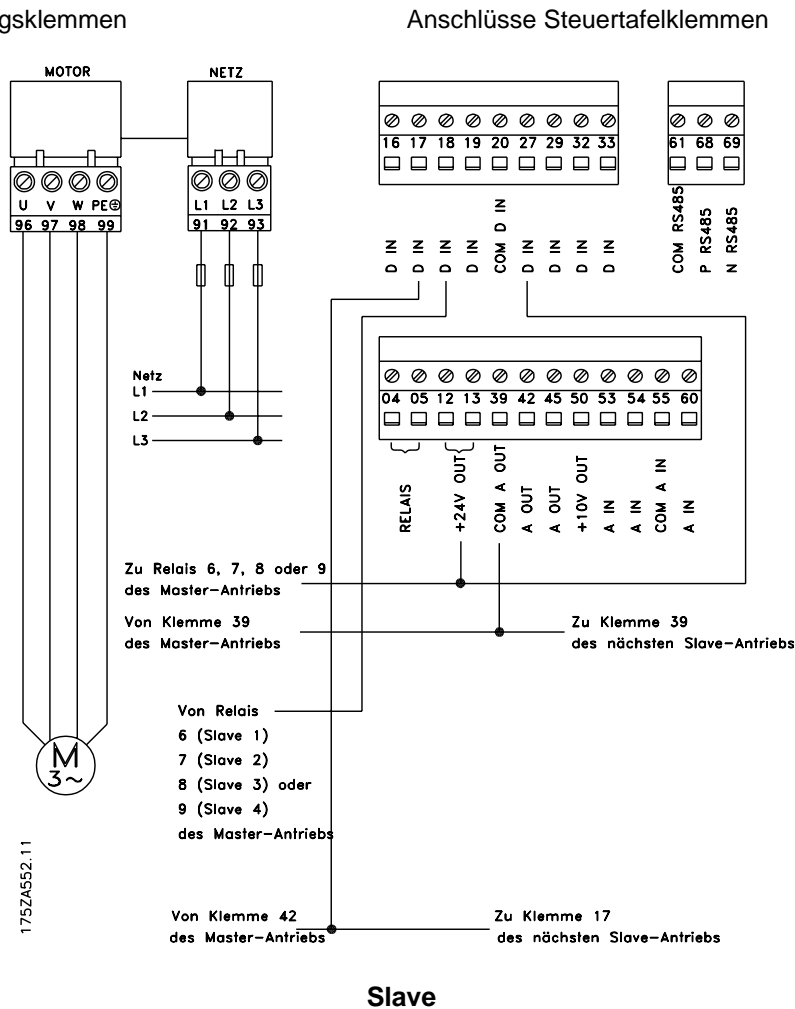 gsklemmen
Anschlüsse Steuertafelklemmen
MOTOR
NETZ
16 17 18 19 20 27 29 32 33
61 68 69
U V W PE
96 97 98 99
L1 L2 L3
91 92 93
D IN
D IN
D IN
D IN
COM D IN
D IN
D IN
D IN
D IN
COM RS485
P RS485
N RS485
Netz
L1
L2
L3
04 05 12 13 39 42 45 50 53 54 55 60
RELAIS
+24V OUT
COM A OUT
A OUT
A OUT
+10V OUT
A IN
A IN
COM A IN
A IN
Zu Relais 6, 7, 8 oder 9
des Master-Antriebs
Von Klemme 39
des Master-Antriebs
Zu Klemme 39
des nächsten Slave-Antriebs
Von Relais
6 (Slave 1)
7 (Slave 2)
8 (Slave 3) oder
9 (Slave 4)
des Master-Antriebs
M
3~
175ZA552.11
Von Klemme 42
des Master-Antriebs
Zu Klemme 17
des nächsten Slave-Antriebs
Slave